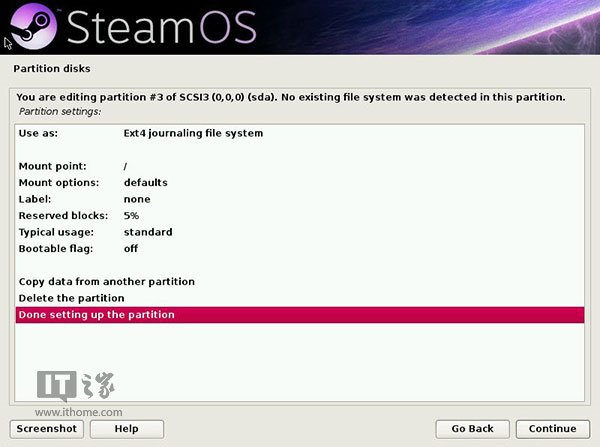 SteamOS
Partition disks
You are editing partition #3 of SCSI3 (0,0,0) (sda). No existing file system was detected in this partition.
Partition settings:
Use as: Ext4 journaling file system
Mount point: /
Mount options: defaults
Label: none
Reserved blocks: 5%
Typical usage: standard
Bootable flag: off
Copy data from another partition
Delete the partition
Done setting up the partition
IT之家
www.ithome.com
Screenshot Help Go Back Continue